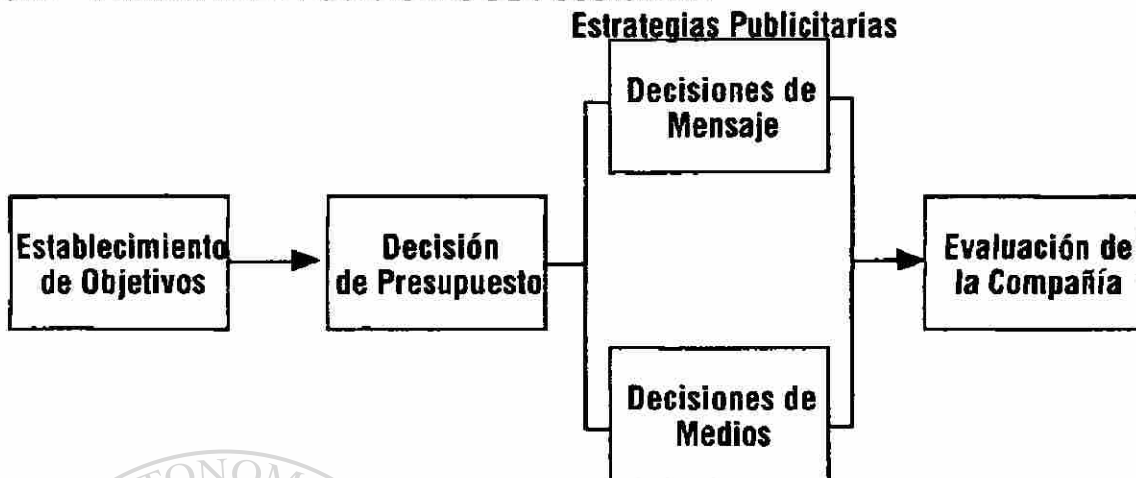 Estrategias Publicitarias
Decisiones de
Mensaje
Establecimiento
de Objetivos
Decisión
de Presupuesto
Evaluación de
la Compañía
Decisiones de
Medios